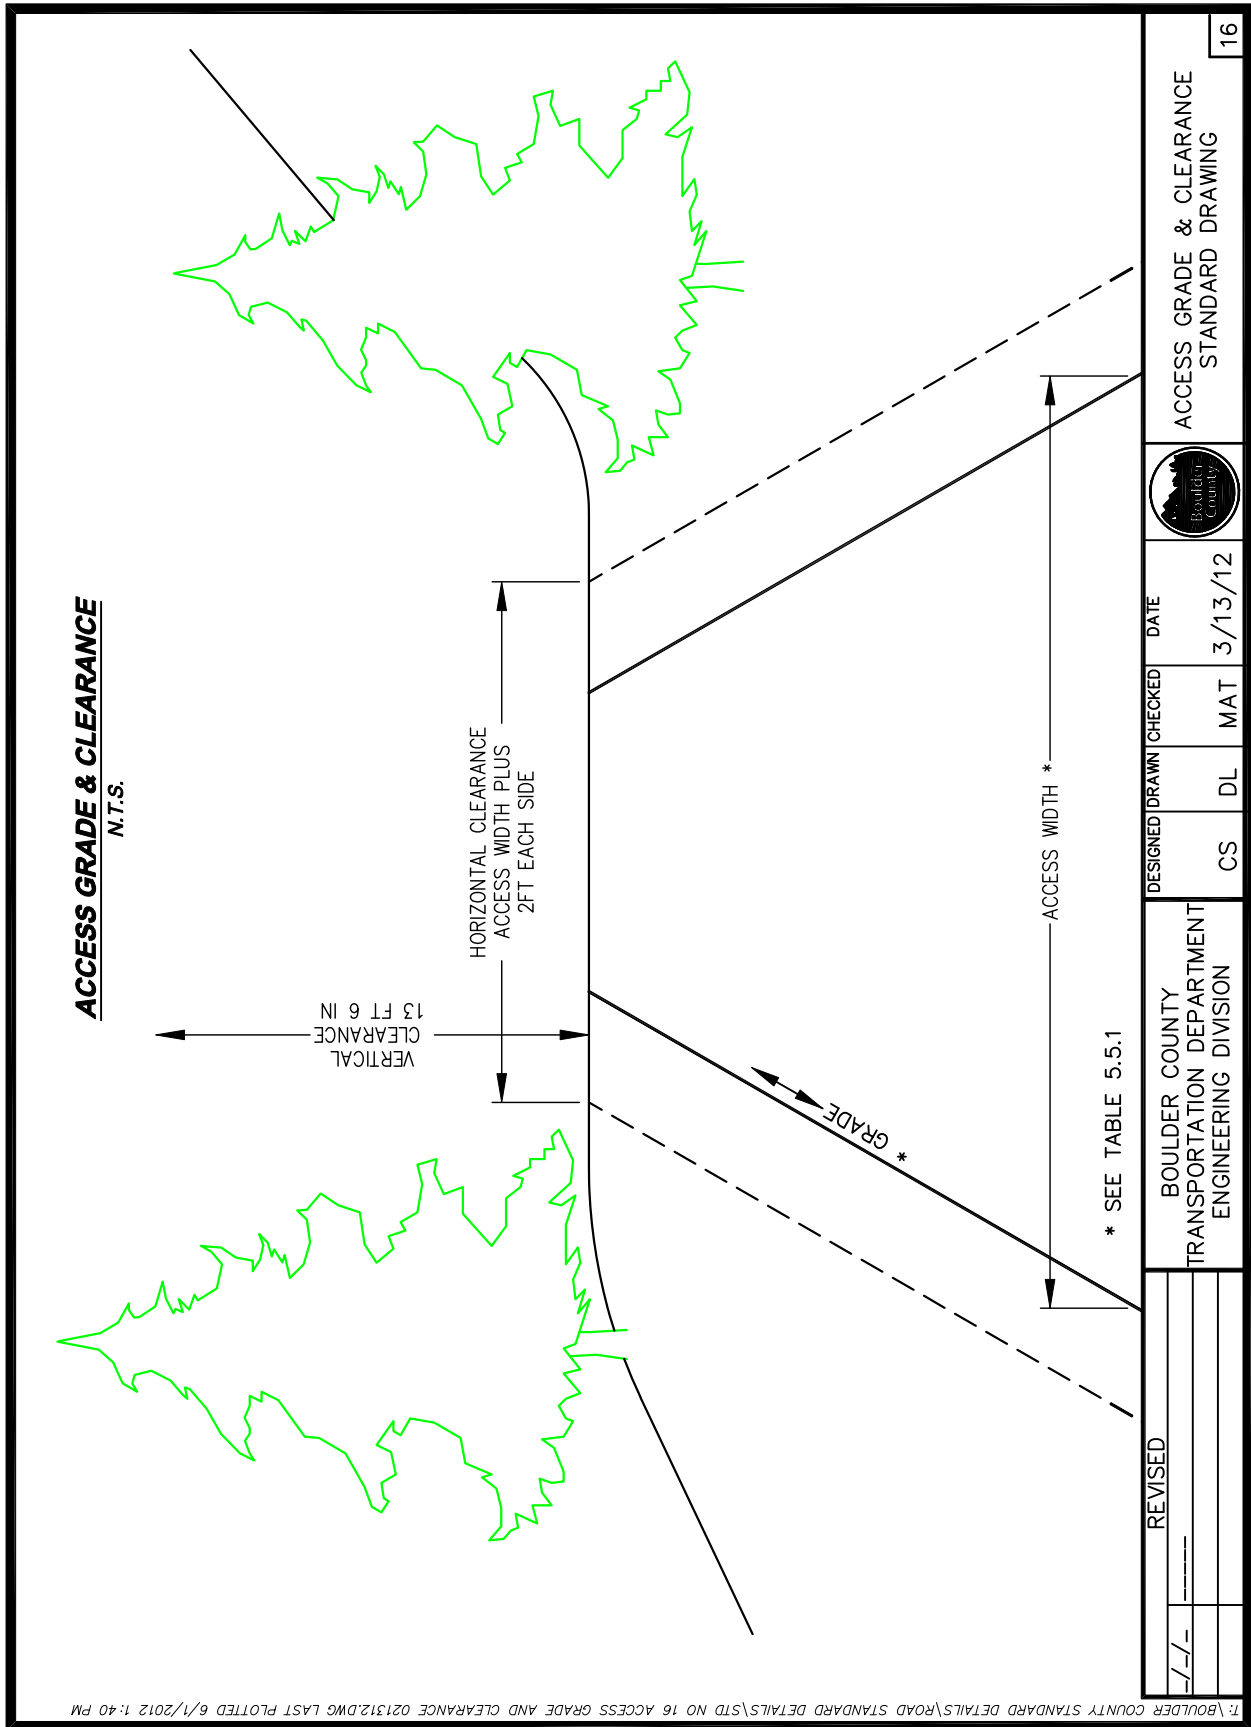 ACCESS GRADE & CLEARANCE
N.T.S.
VERTICAL
CLEARANCE
13 FT 6 IN
HORIZONTAL CLEARANCE
ACCESS WIDTH PLUS
2FT EACH SIDE
GRADE *
ACCESS WIDTH *
* SEE TABLE 5.5.1
REVISED
-/-/- ------
BOULDER COUNTY
TRANSPORTATION DEPARTMENT
ENGINEERING DIVISION
DESIGNED
CS
DRAWN
DL
CHECKED
MAT
DATE
3/13/12
Boulder
County
ACCESS GRADE & CLEARANCE
STANDARD DRAWING
16
T:\BOULDER COUNTY STANDARD DETAILS\ROAD STANDARD DETAILS\STD NO 16 ACCESS GRADE AND CLEARANCE 021312.DWG LAST PLOTTED 6/1/2012 1:40 PM